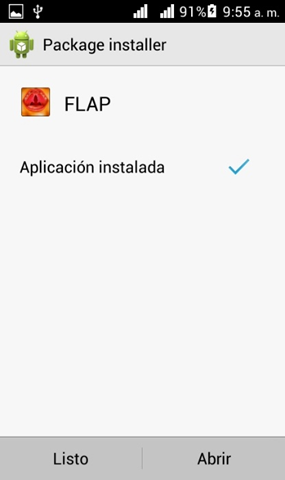 91% 9:55 a. m.
Package installer
FLAP
Aplicación instalada
Listo Abrir